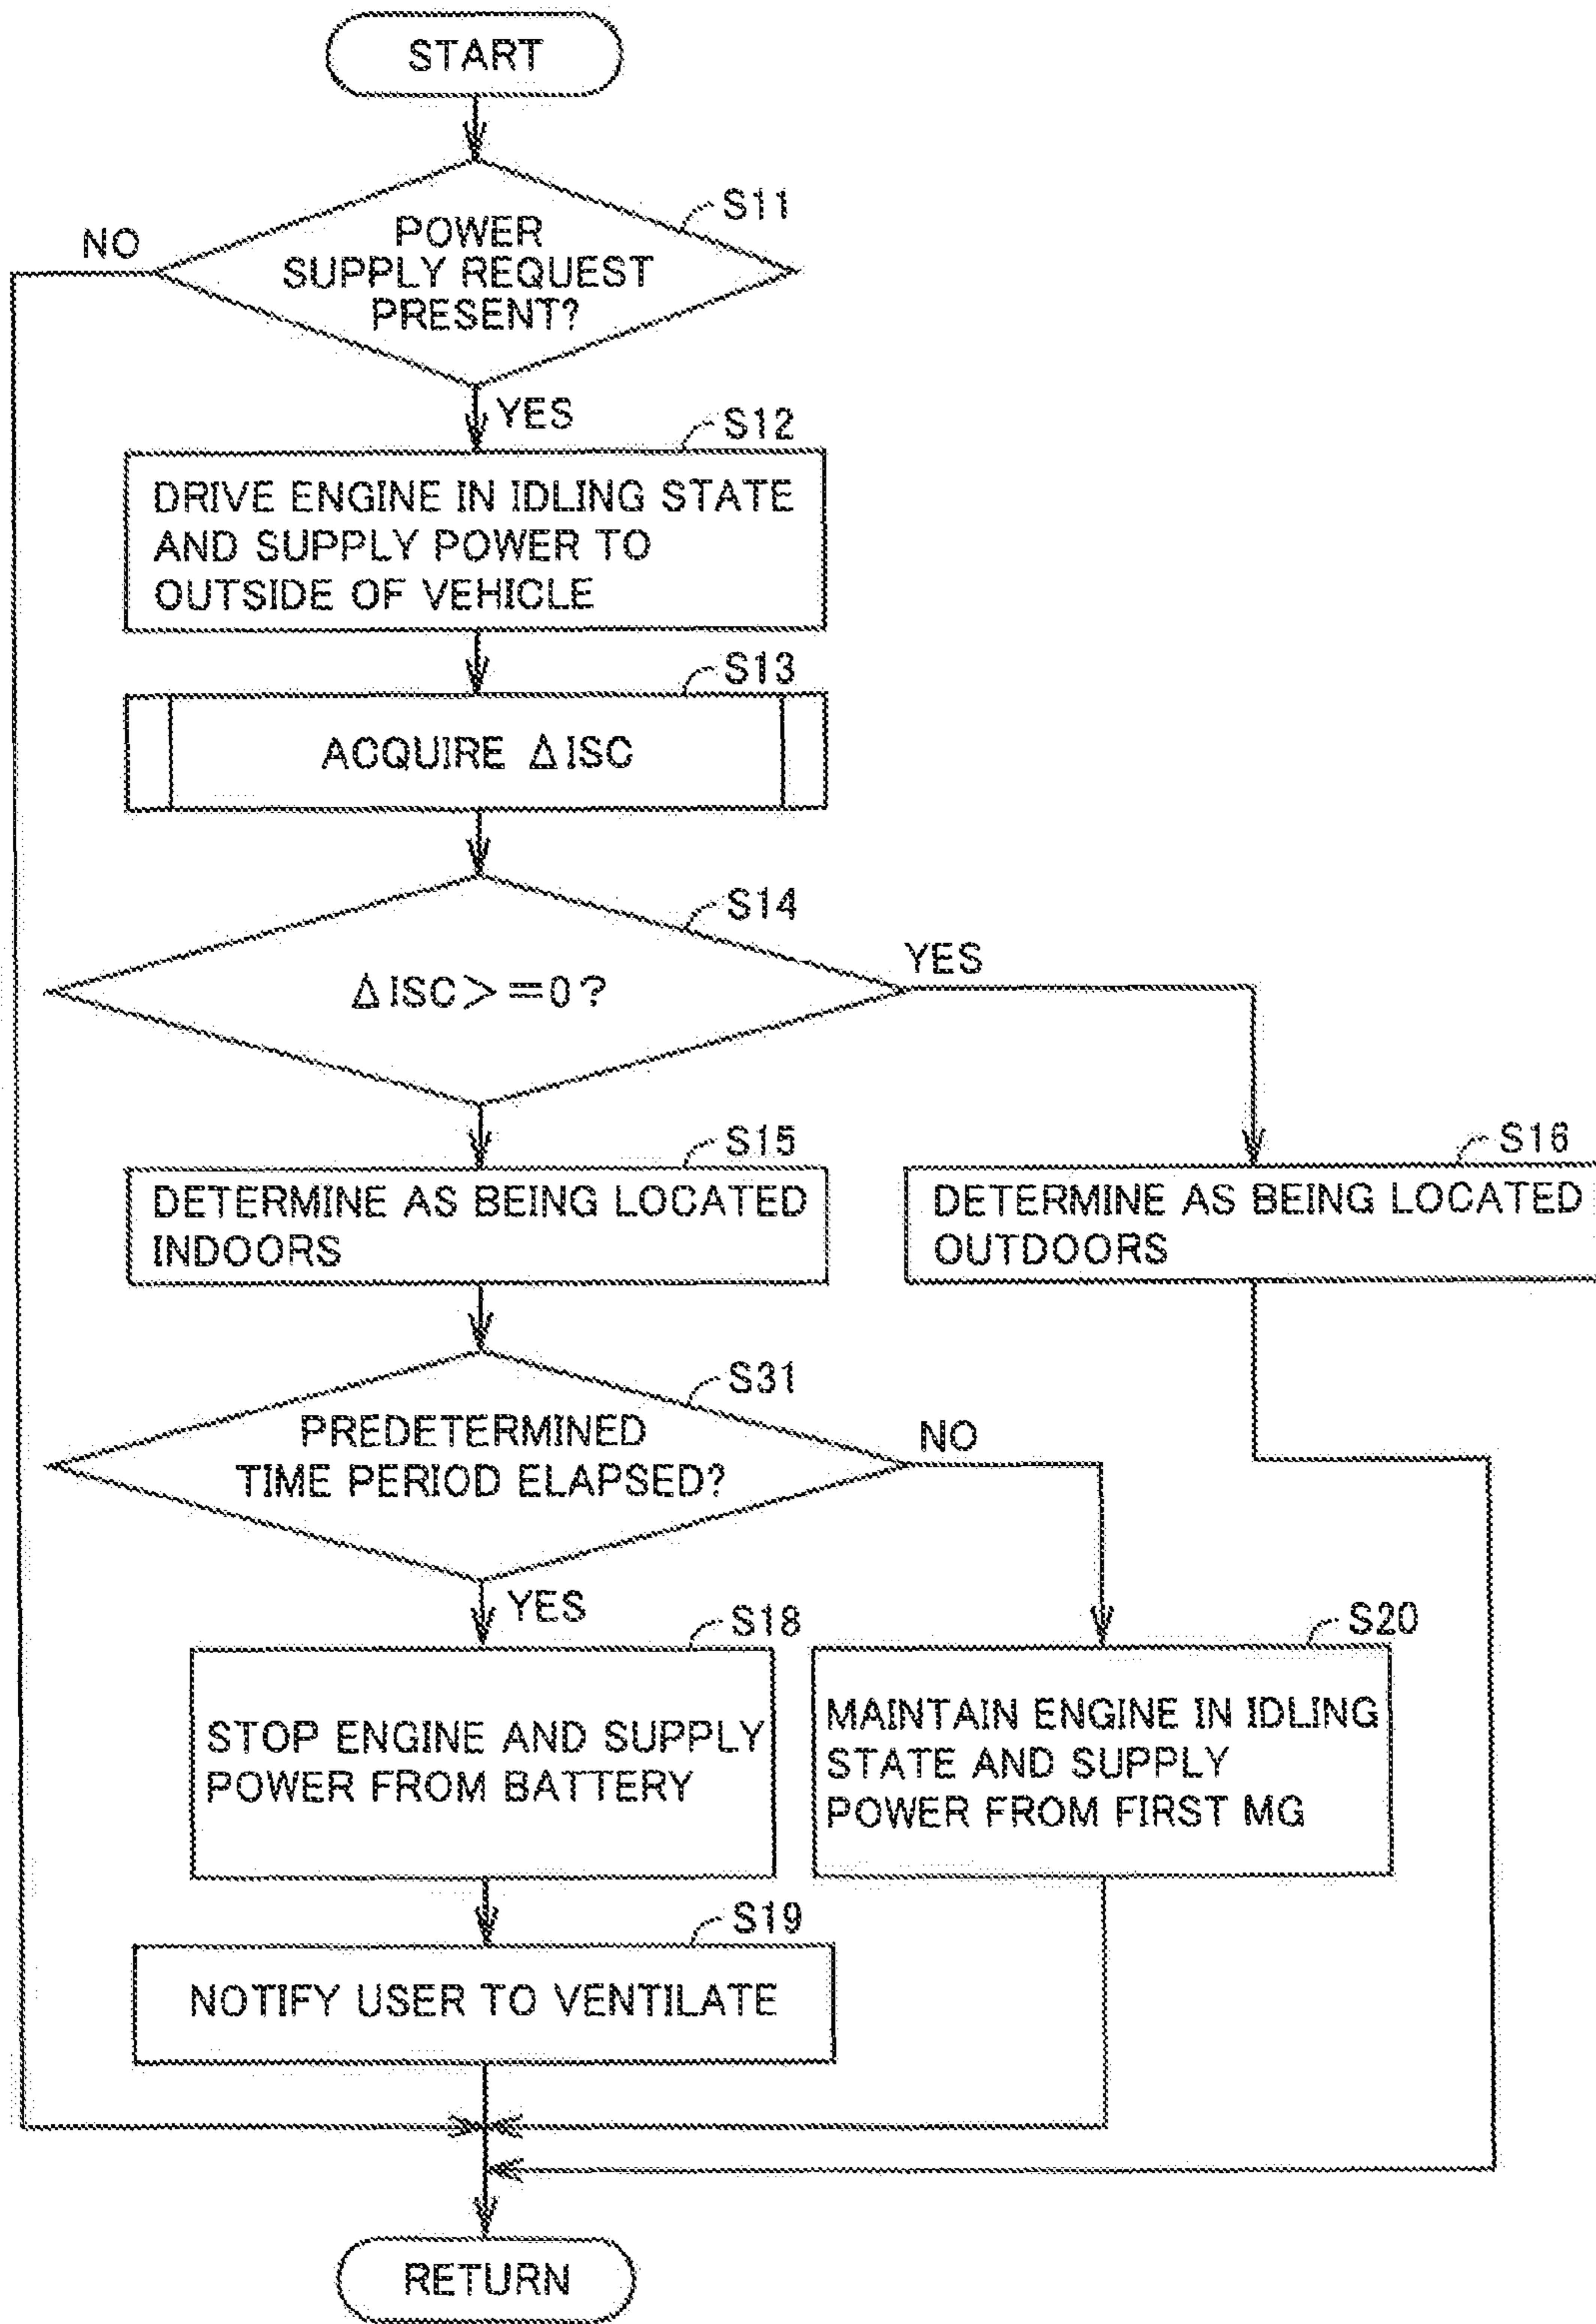 START
S11
NO
POWER
SUPPLY REQUEST
PRESENT?
YES
S12
DRIVE ENGINE IN IDLING STATE
AND SUPPLY POWER TO
OUTSIDE OF VEHICLE
S13
ACQUIRE ΔISC
S14
YES
ΔISC>=0?
S15
S16
DETERMINE AS BEING LOCATED
INDOORS
DETERMINE AS BEING LOCATED
OUTDOORS
S31
NO
PREDETERMINED
TIME PERIOD ELAPSED?
YES
S18
S20
STOP ENGINE AND SUPPLY
POWER FROM BATTERY
MAINTAIN ENGINE IN IDLING
STATE AND SUPPLY
POWER FROM FIRST MG
S19
NOTIFY USER TO VENTILATE
RETURN